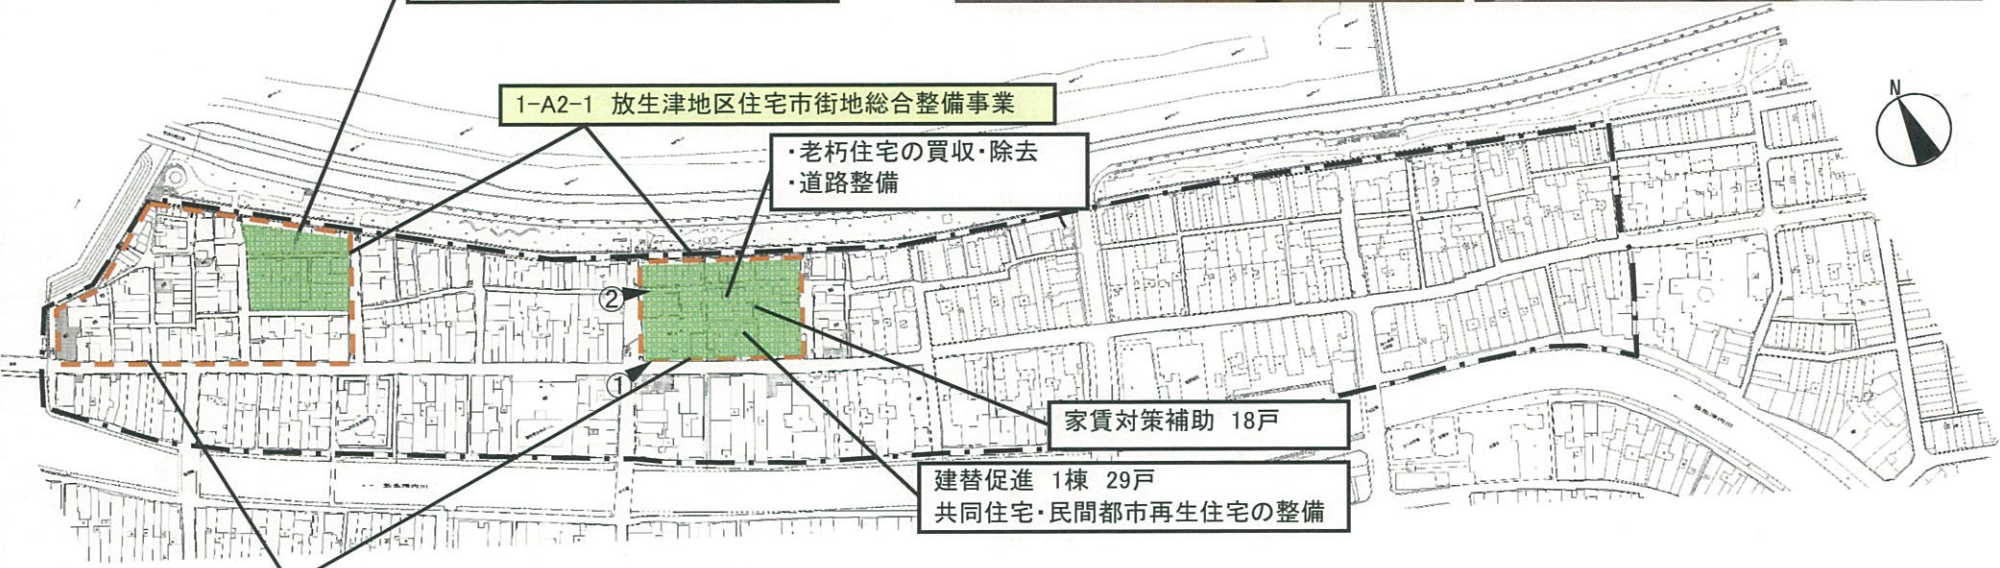 1-A2-1 放生津地区住宅市街地総合整備事業
・老朽住宅の買収・除去
・道路整備
N
②
①
家賃対策補助 18戸
建替促進 1棟 29戸
共同住宅・民間都市再生住宅の整備